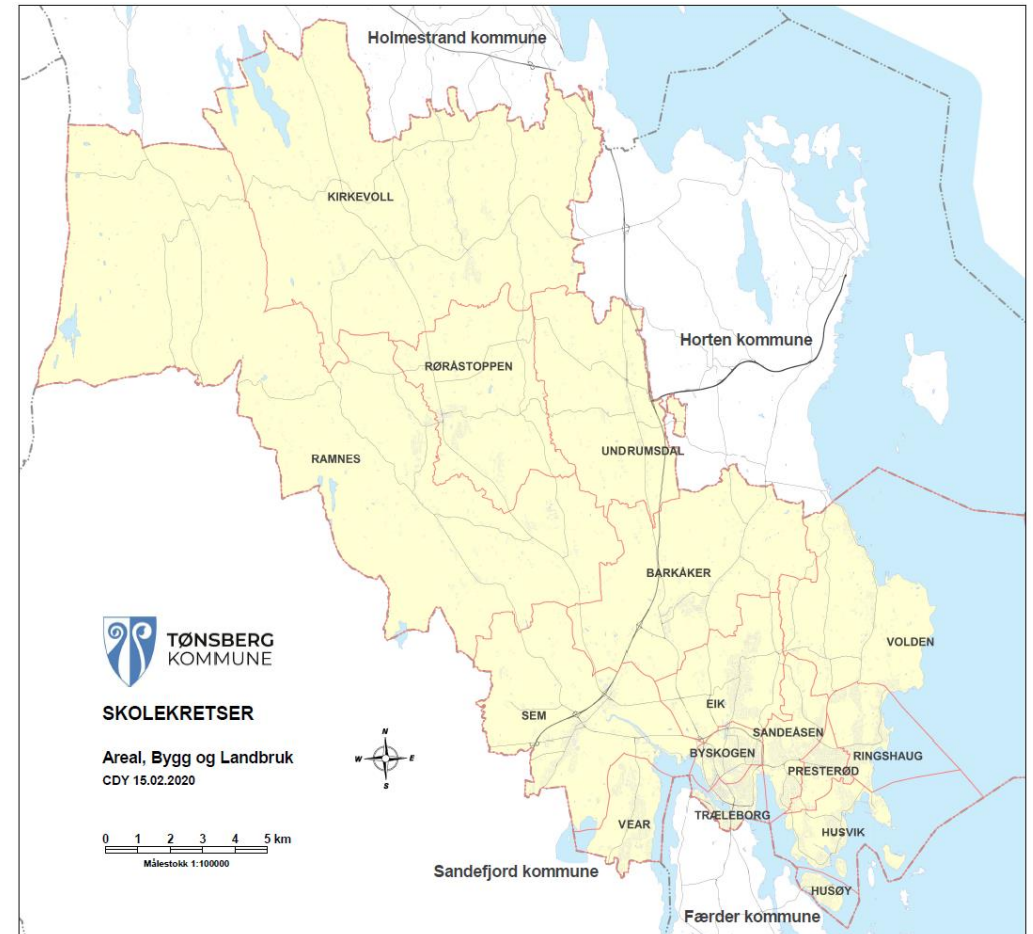 Holmestrand kommune
KIRKEVOLL
Horten kommune
RØRÅSTOPPEN
UNDRUMSDAL
RAMNES
BARKÅKER
VOLDEN
TØNSBERG
KOMMUNE
SKOLEKRETSER
Areal, Bygg og Landbruk
CDY 15.02.2020
N
W E
S
0 1 2 3 4 5 km
Målestokk 1:100000
SEM
EIK
SANDEÅSEN
BYSKOGEN
RINGSHAUG
PRESTERØD
TRÆLEBORG
VEAR
HUSVIK
Sandefjord kommune
HUSØY
Færder kommune